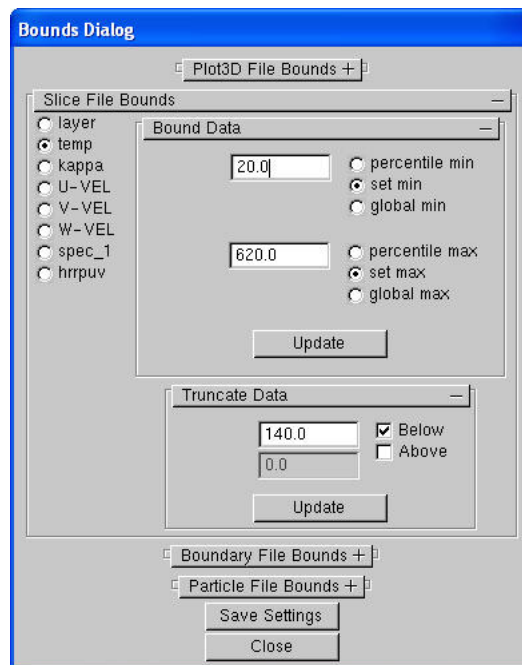 Bounds Dialog
Plot3D File Bounds +
Slice File Bounds −
layer
temp
kappa
U-VEL
V-VEL
W-VEL
spec_1
hrrpuv
Bound Data −
20.0
percentile min
set min
global min
620.0
percentile max
set max
global max
Update
Truncate Data −
140.0
Below
0.0
Above
Update
Boundary File Bounds +
Particle File Bounds +
Save Settings
Close